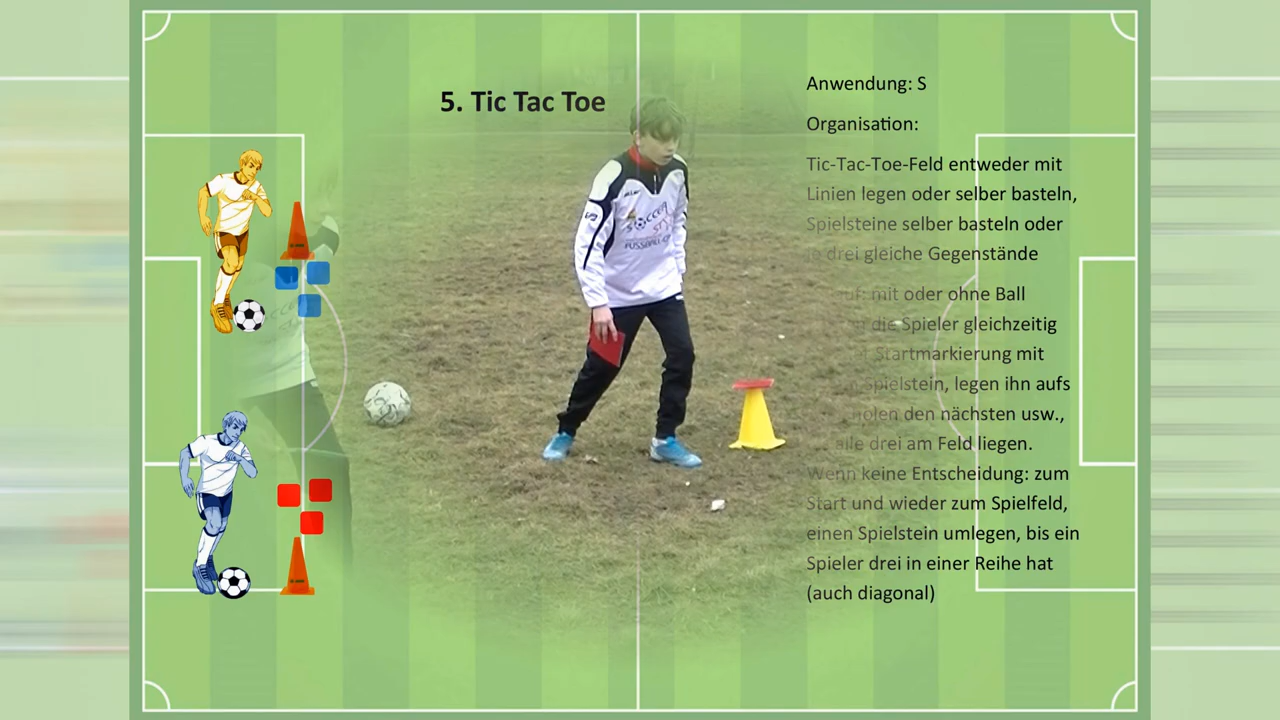 5. Tic Tac Toe
Anwendung: S
Organisation:
Tic-Tac-Toe-Feld entweder mit
Linien legen oder selber basteln,
Spielsteine selber basteln oder
je drei gleiche Gegenstände
mit oder ohne Ball
die Spieler gleichzeitig
Startmarkierung mit
Spielstein, legen ihn aufs
holen den nächsten usw.,
alle drei am Feld liegen.
Wenn keine Entscheidung: zum
Start und wieder zum Spielfeld,
einen Spielstein umlegen, bis ein
Spieler drei in einer Reihe hat
(auch diagonal)
SOCCER